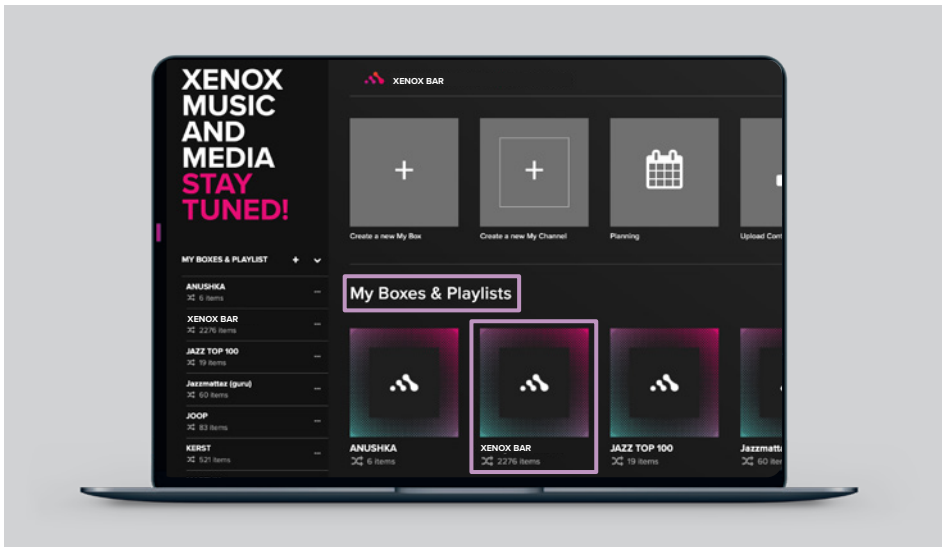 XENOX
MUSIC
AND
MEDIA
STAY
TUNED!
MY BOXES & PLAYLIST
ANUSHKA
6 items
XENOX BAR
2276 items
JAZZ TOP 100
19 items
Jazzmattaz (guru)
60 items
JOOP
83 items
KERST
521 items
XENOX BAR
Create a new My Box
Create a new My Channel
Planning
Upload Cont
My Boxes & Playlists
ANUSHKA
6 items
XENOX BAR
2276 items
JAZZ TOP 100
19 items
Jazzmatta
60 iter